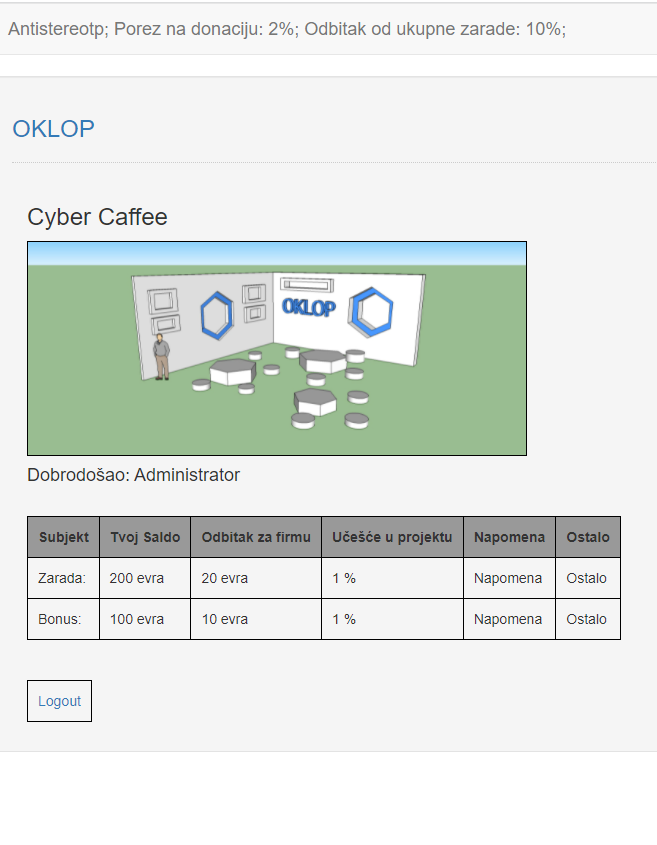 Antistereotp; Porez na donaciju: 2%; Odbitak od ukupne zarade: 10%;
OKLOP
Cyber Caffee
OKLOP
Dobrodošao: Administrator
Subjekt Tvoj Saldo Odbitak za firmu Učešće u projektu Napomena Ostalo
Zarada: 200 evra 20 evra 1 % Napomena Ostalo
Bonus: 100 evra 10 evra 1 % Napomena Ostalo
Logout